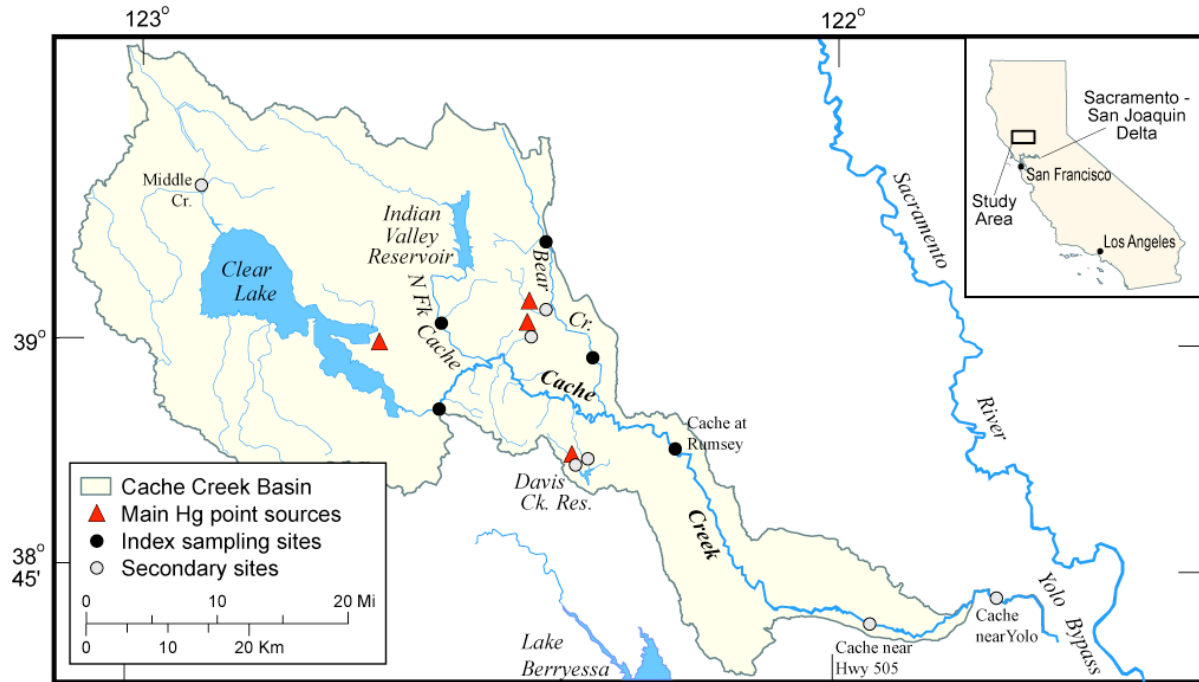 123°
122°
Sacramento -
San Joaquin
Delta
San Francisco
Study
Area
Los Angeles
Middle
Cr.
Indian
Valley
Reservoir
Sacramento
Clear
Lake
Bear
Cr.
N Fk Cache
39°
Cache
River
Cache at
Rumsey
Davis
Ck. Res.
Creek
Cache Creek Basin
Main Hg point sources
Index sampling sites
Secondary sites
0 10 20 Mi
0 10 20 Km
38°
45'
Yolo Bypass
Cache
nearYolo
Lake
Berryessa
Cache near
Hwy 505